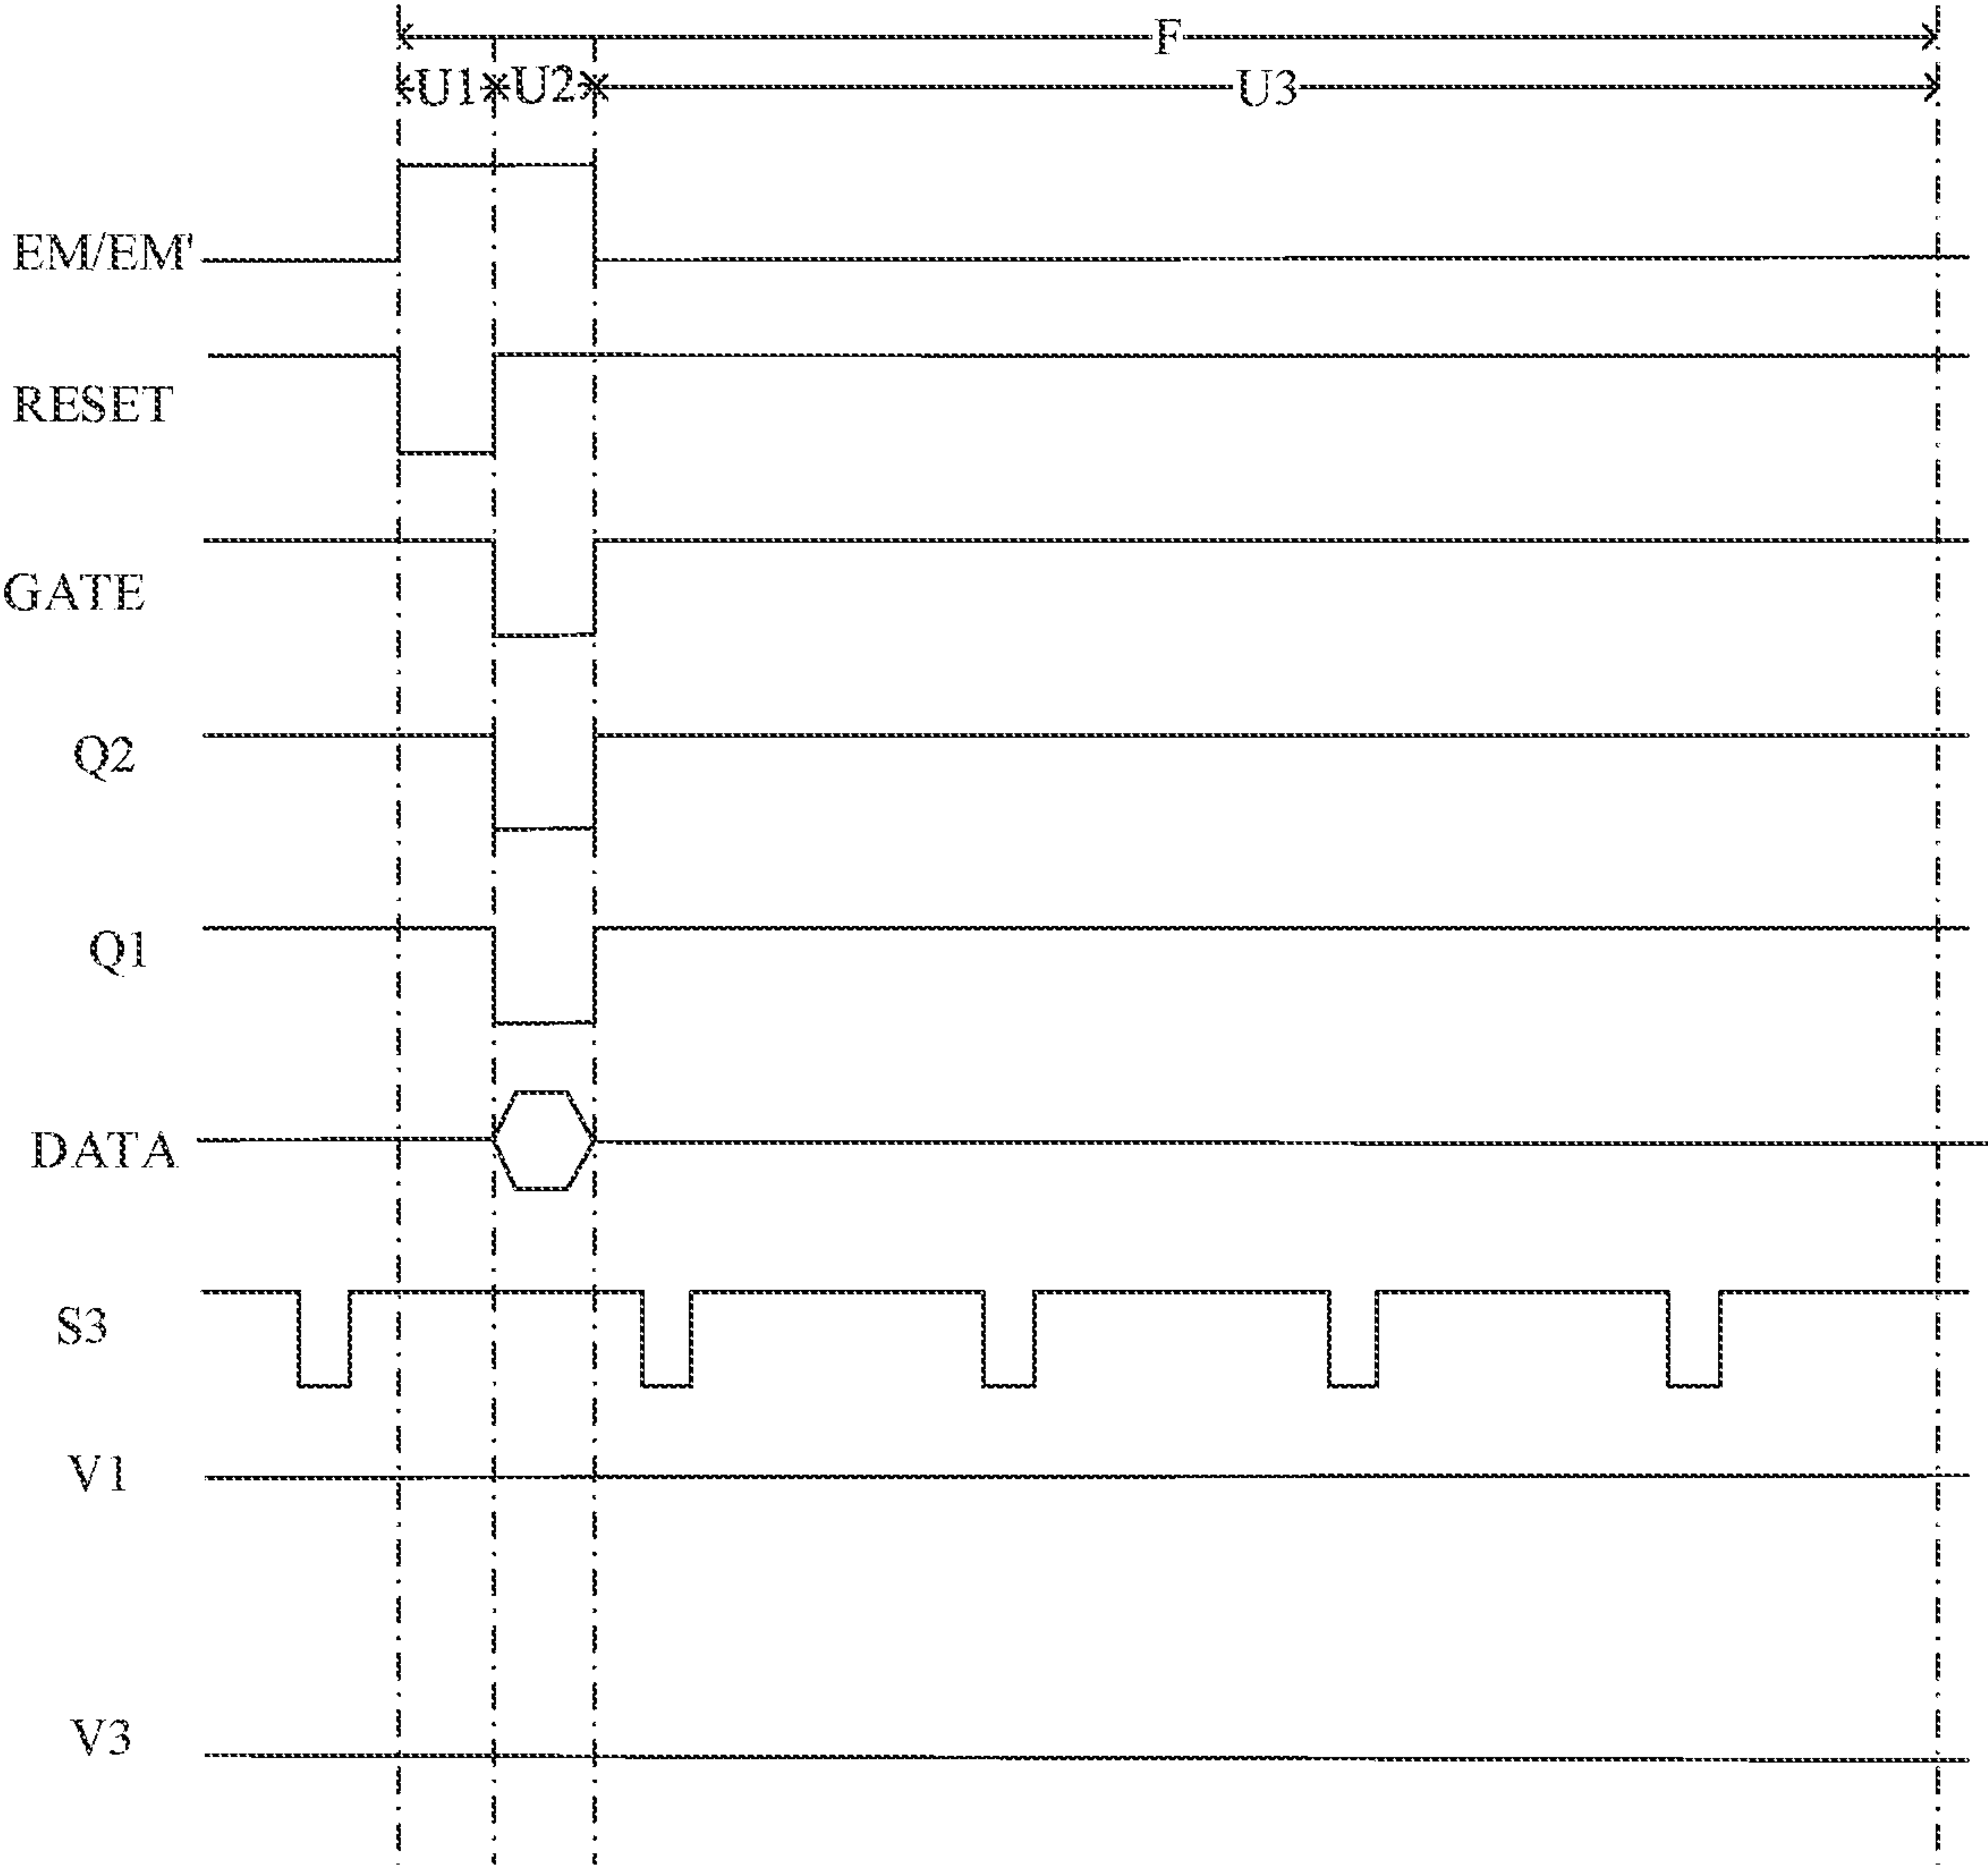 F
U1 U2 U3
EM/EM'
RESET
GATE
Q2
Q1
DATA
S3
V1
V3